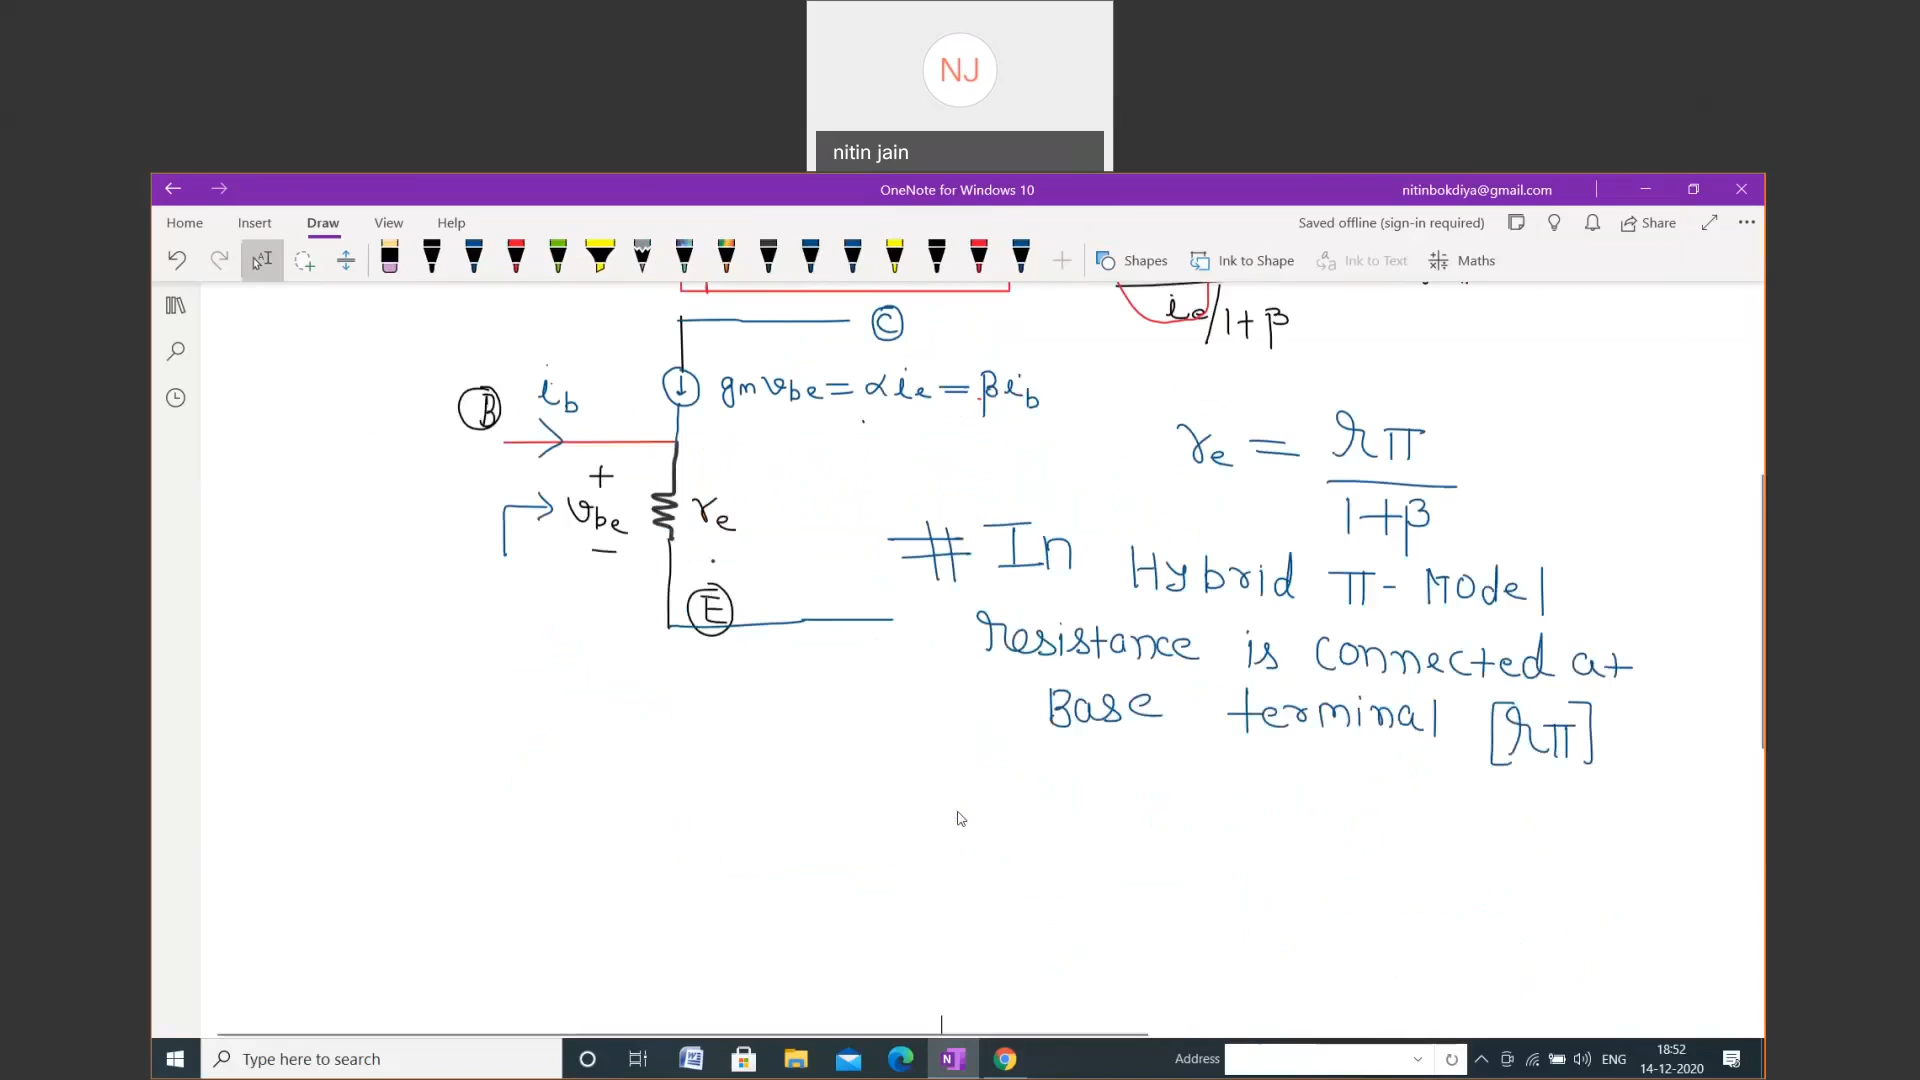 NJ
nitin jain
OneNote for Windows 10
nitinbokdiya@gmail.com
Home Insert Draw View Help
Saved offline (sign-in required)
Share
Shapes
Ink to Shape
Ink to Text
Maths
C
ie/1+β
B
ib
gmvbe = αie = βib
+
vbe
−
re
E
re = rπ
1+β
# In Hybrid π- Model
resistance is connected at
Base terminal [rπ]
Type here to search
Address
ENG
18:52
14-12-2020